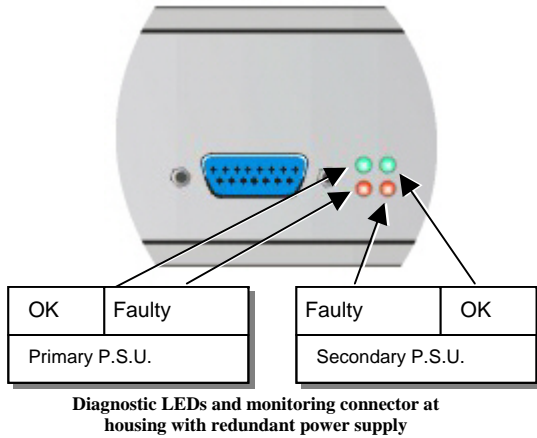 OK Faulty
Primary P.S.U.
Faulty OK
Secondary P.S.U.
Diagnostic LEDs and monitoring connector at
housing with redundant power supply